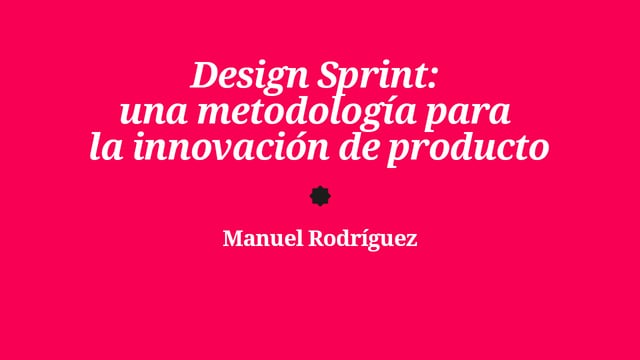 Design Sprint:
una metodología para
la innovación de producto
Manuel Rodríguez